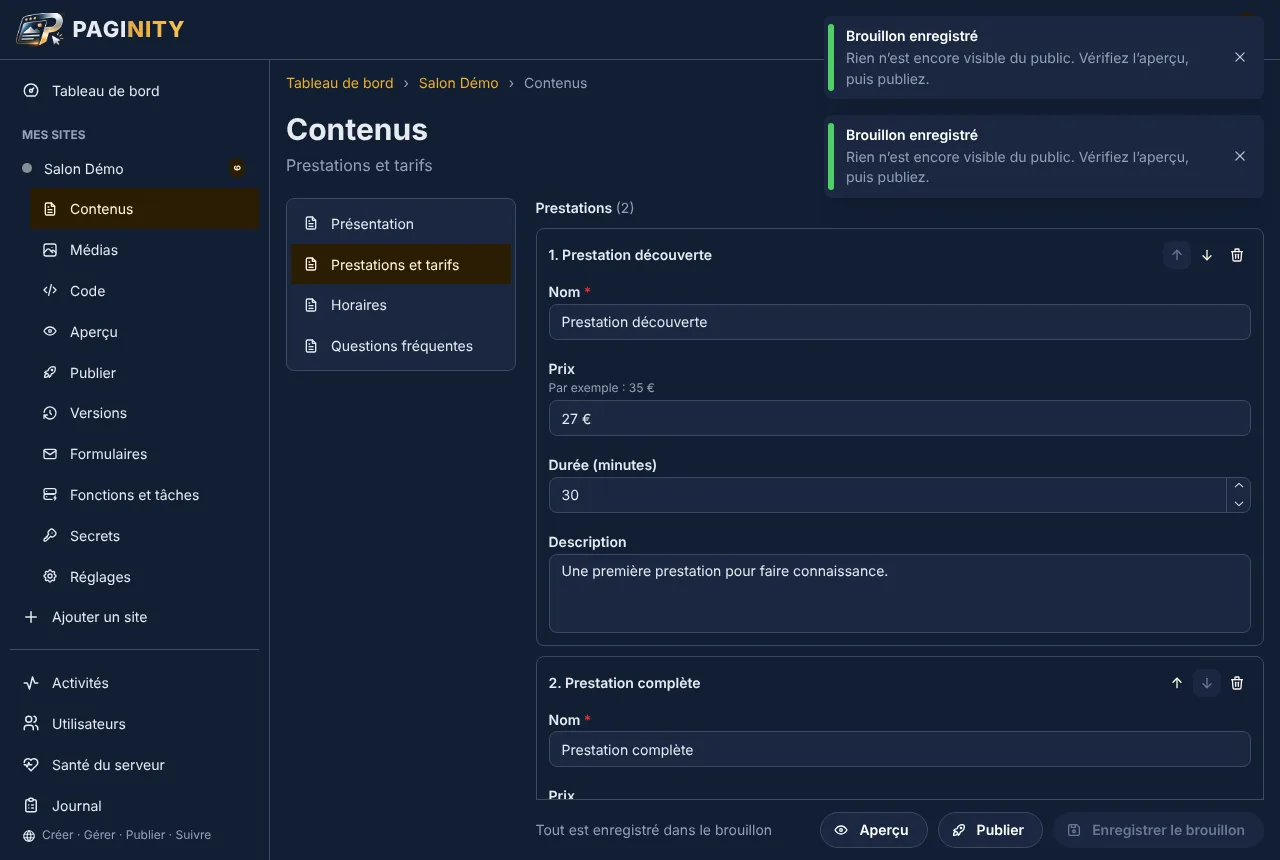 PAGINITY
Tableau de bord
MES SITES
Salon Démo
6
Contenus
Médias
Code
Aperçu
Publier
Versions
Formulaires
Fonctions et tâches
Secrets
Réglages
Ajouter un site
Activités
Utilisateurs
Santé du serveur
Journal
Créer · Gérer · Publier · Suivre
Tableau de bord › Salon Démo › Contenus
Contenus
Prestations et tarifs
Présentation
Prestations et tarifs
Horaires
Questions fréquentes
Brouillon enregistré
Rien n’est encore visible du public. Vérifiez l’aperçu,
puis publiez.
Brouillon enregistré
Rien n’est encore visible du public. Vérifiez l’aperçu,
puis publiez.
Prestations (2)
1. Prestation découverte
Nom *
Prestation découverte
Prix
Par exemple : 35 €
27 €
Durée (minutes)
30
Description
Une première prestation pour faire connaissance.
2. Prestation complète
Nom *
Prestation complète
Prix
Tout est enregistré dans le brouillon
Aperçu
Publier
Enregistrer le brouillon